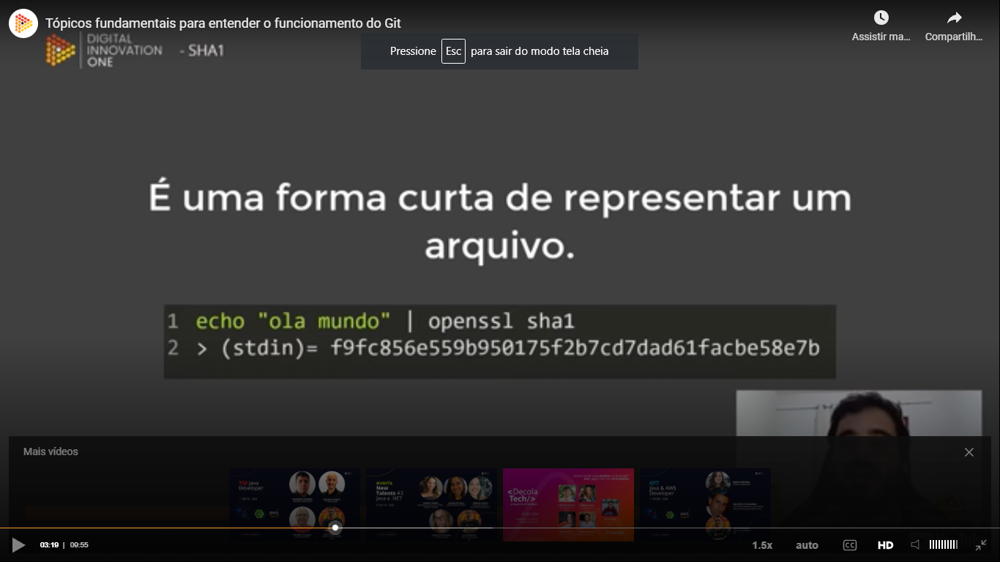 Tópicos fundamentais para entender o funcionamento do Git
Assistir ma...
Compartilh...
DIGITAL
INNOVATION
ONE
- SHA1
Pressione Esc para sair do modo tela cheia
É uma forma curta de representar um
arquivo.
1 echo "ola mundo" | openssl sha1
2 > (stdin)= f9fc856e559b950175f2b7cd7dad61facbe58e7b
Mais vídeos
TQI Java
Developer
everis
New
Talents #3
Java e .NET
<Decola
Tech/>
GFT
Java & AWS
Developer
03:19 | 09:55
1.5x
auto
CC
HD